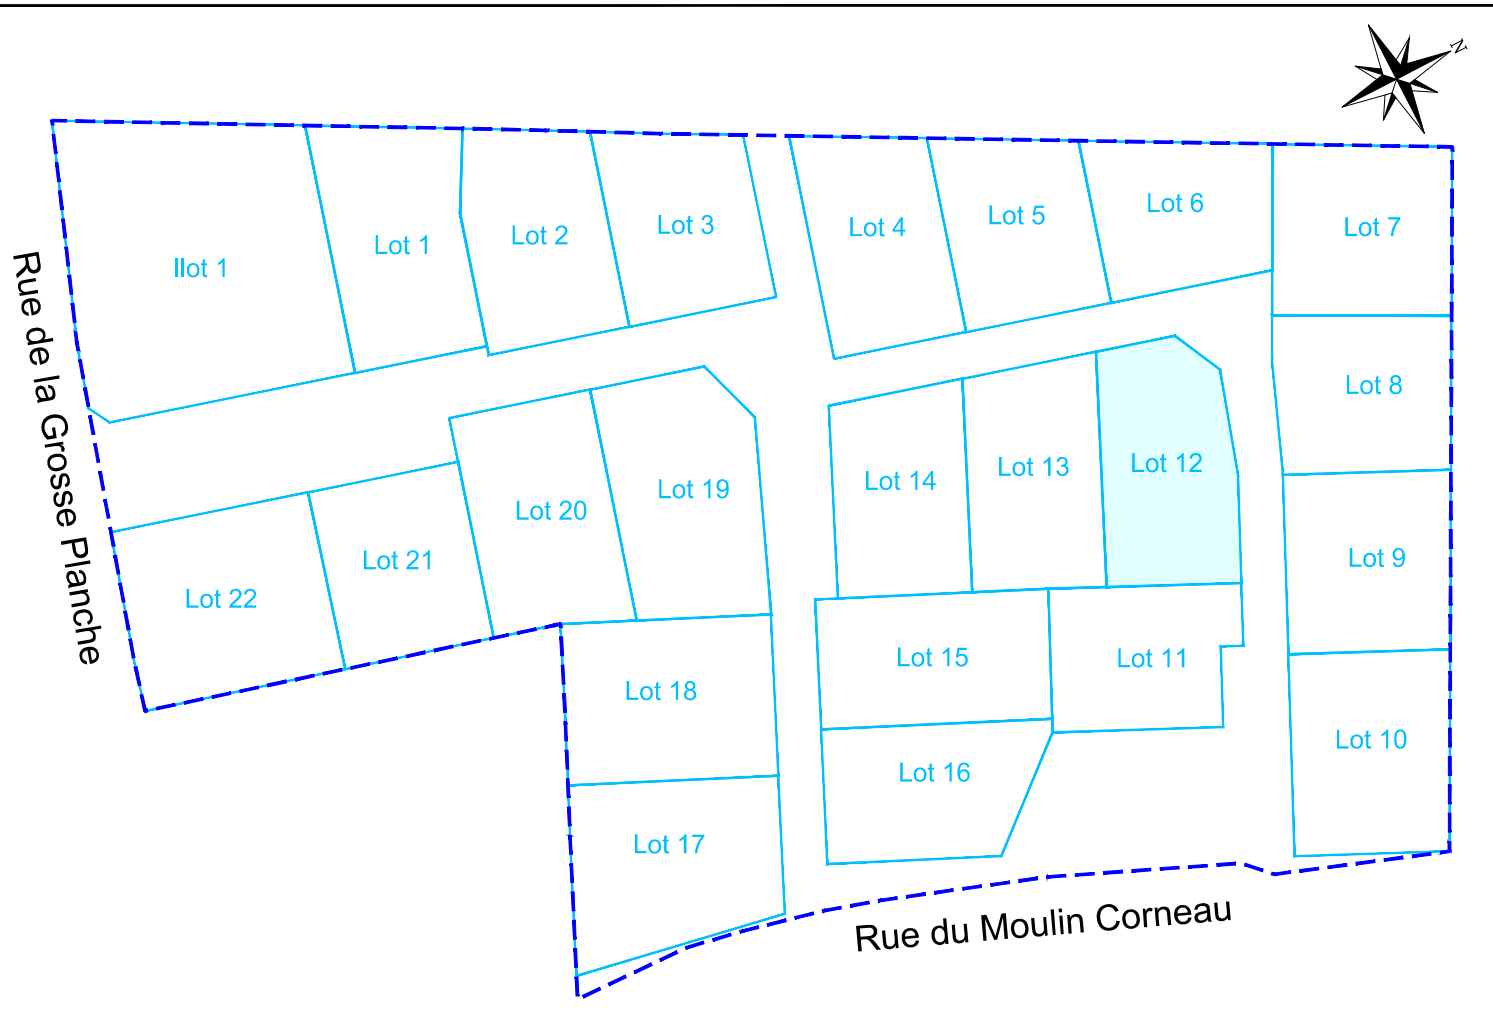 N
Lot 6
Lot 3
Lot 4
Lot 5
Lot 7
Lot 1
Lot 2
Ilot 1
Lot 8
Rue de la Grosse Planche
Lot 12
Lot 13
Lot 14
Lot 19
Lot 20
Lot 21
Lot 9
Lot 22
Lot 15
Lot 11
Lot 18
Lot 10
Lot 16
Lot 17
Rue du Moulin Corneau